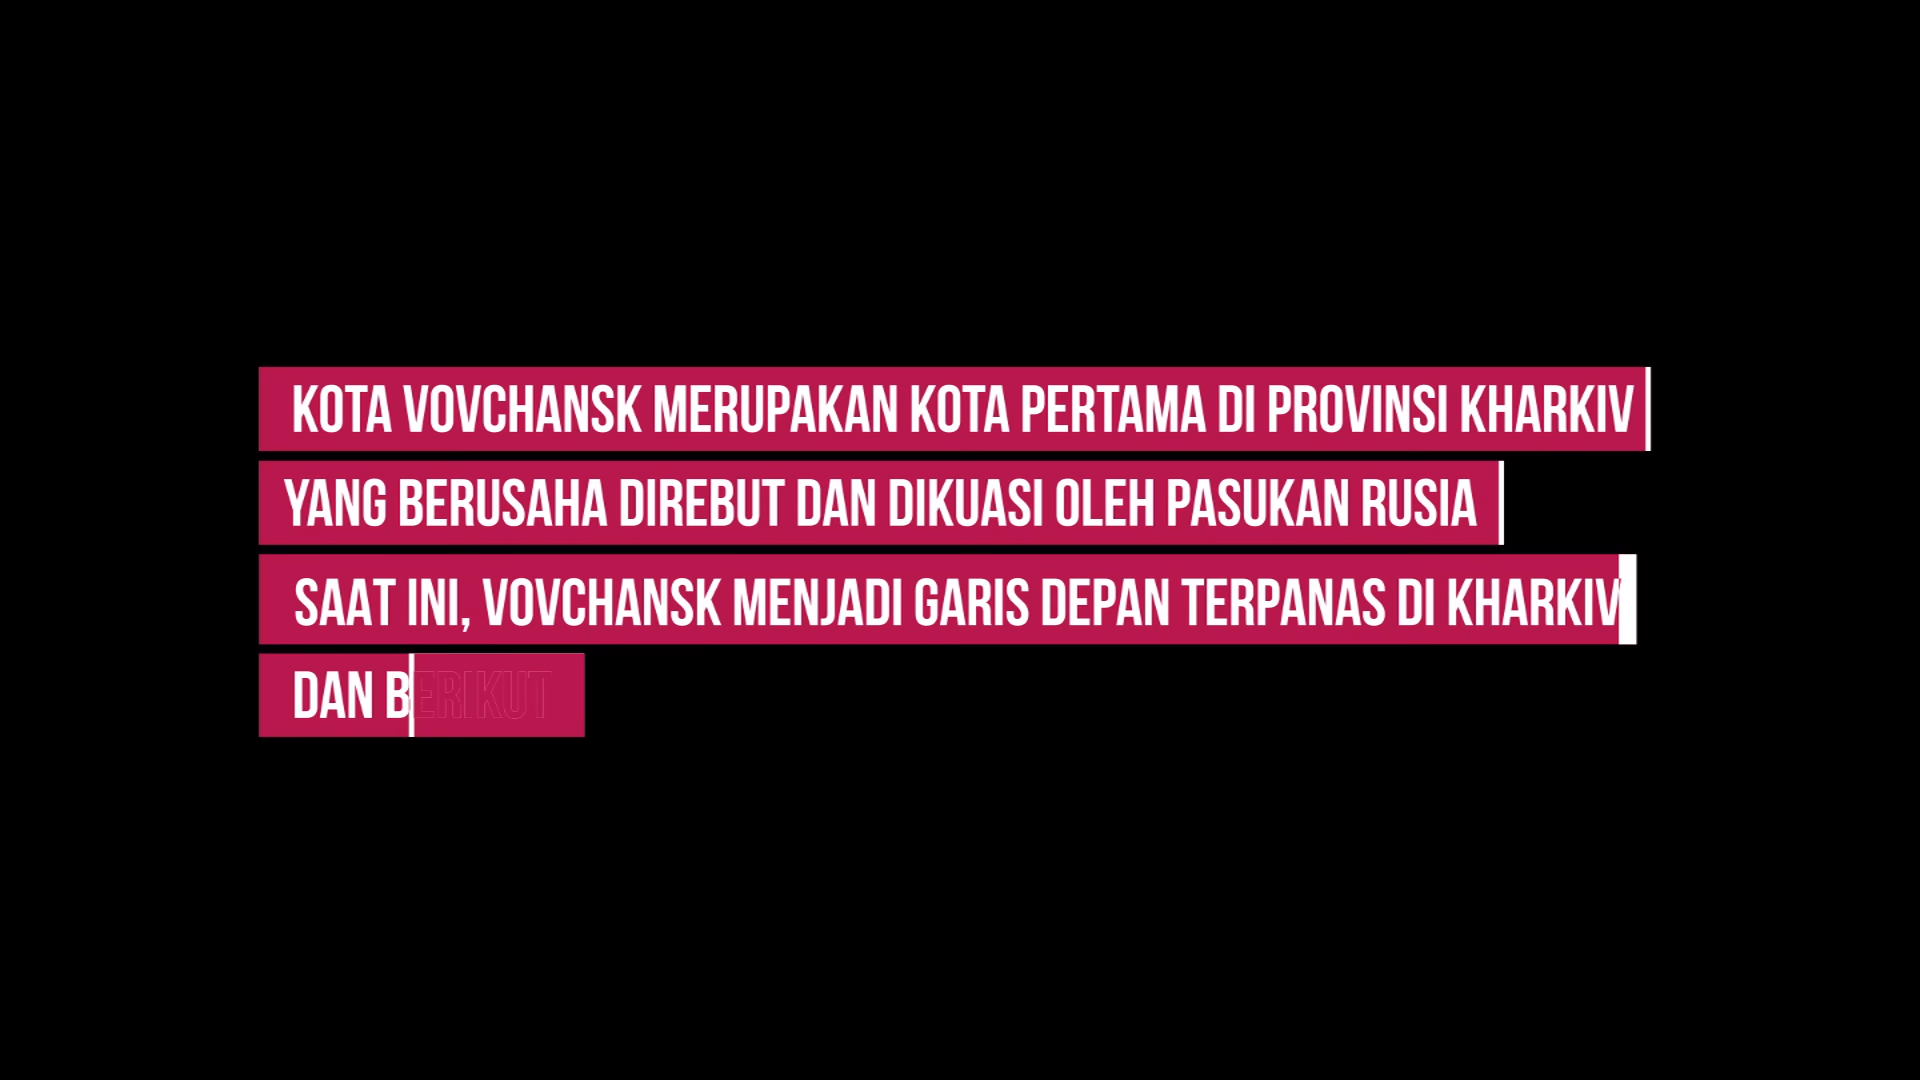 KOTA VOVCHANSK MERUPAKAN KOTA PERTAMA DI PROVINSI KHARKIV
YANG BERUSAHA DIREBUT DAN DIKUASI OLEH PASUKAN RUSIA
SAAT INI, VOVCHANSK MENJADI GARIS DEPAN TERPANAS DI KHARKIV
DAN BERIKUT